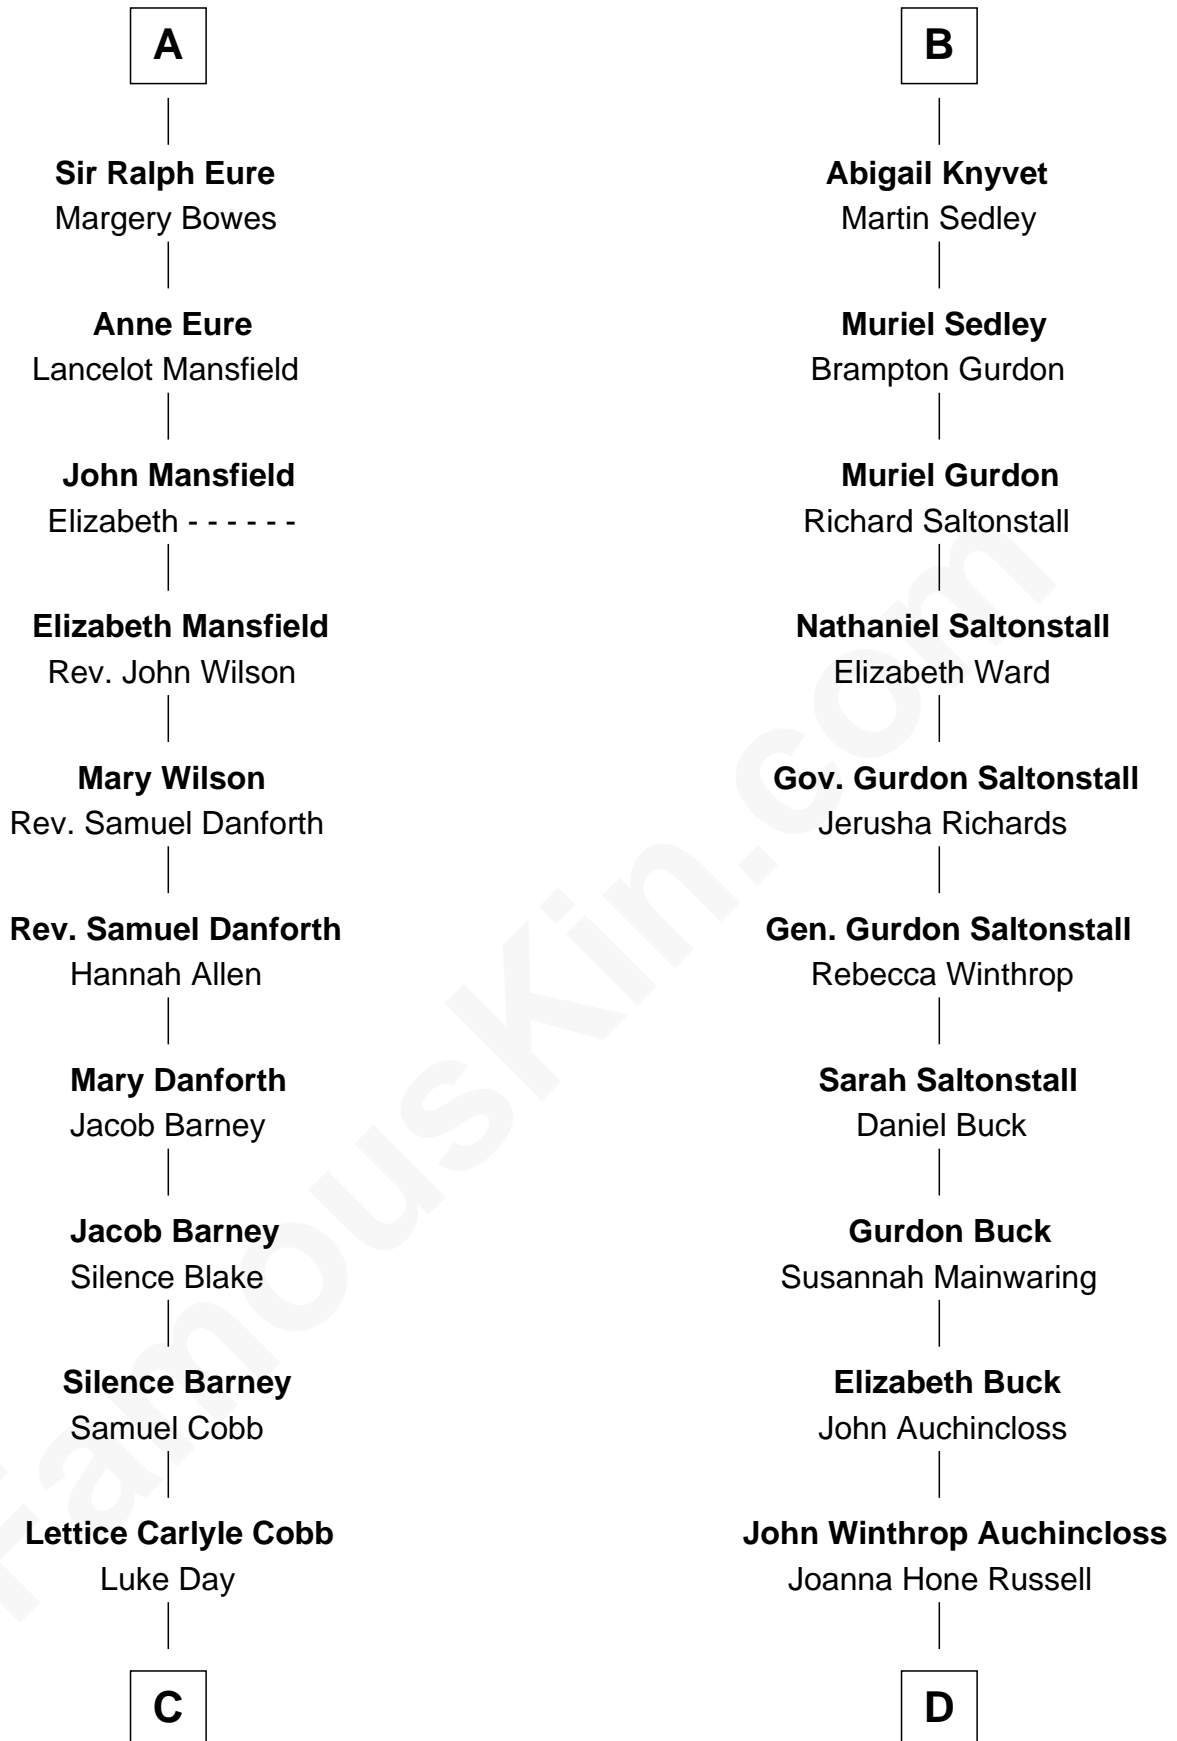 A
Sir Ralph Eure
Margery Bowes
Anne Eure
Lancelot Mansfield
John Mansfield
Elizabeth - - - - - -
Elizabeth Mansfield
Rev. John Wilson
Mary Wilson
Rev. Samuel Danforth
Rev. Samuel Danforth
Hannah Allen
Mary Danforth
Jacob Barney
Jacob Barney
Silence Blake
Silence Barney
Samuel Cobb
Lettice Carlyle Cobb
Luke Day
C
B
Abigail Knyvet
Martin Sedley
Muriel Sedley
Brampton Gurdon
Muriel Gurdon
Richard Saltonstall
Nathaniel Saltonstall
Elizabeth Ward
Gov. Gurdon Saltonstall
Jerusha Richards
Gen. Gurdon Saltonstall
Rebecca Winthrop
Sarah Saltonstall
Daniel Buck
Gurdon Buck
Susannah Mainwaring
Elizabeth Buck
John Auchincloss
John Winthrop Auchincloss
Joanna Hone Russell
D
FamousKin.com